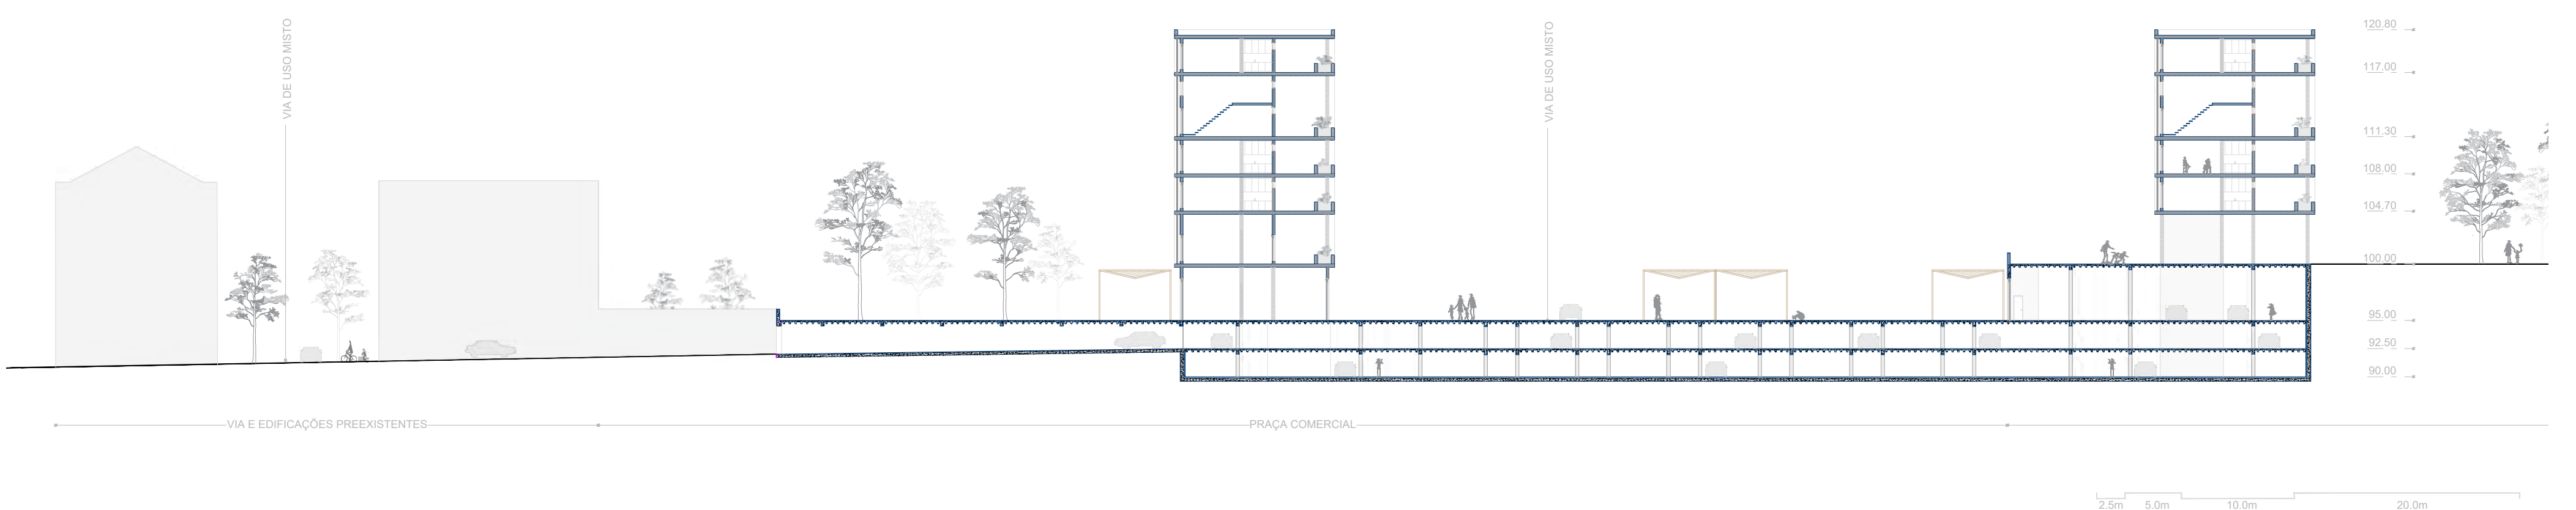 VIA DE USO MISTO
VIA DE USO MISTO
120.80
117.00
111.30
108.00
104.70
100.00
95.00
92.50
90.00
VIA E EDIFICAÇÕES PREEXISTENTES
PRAÇA COMERCIAL
2.5m 5.0m 10.0m 20.0m